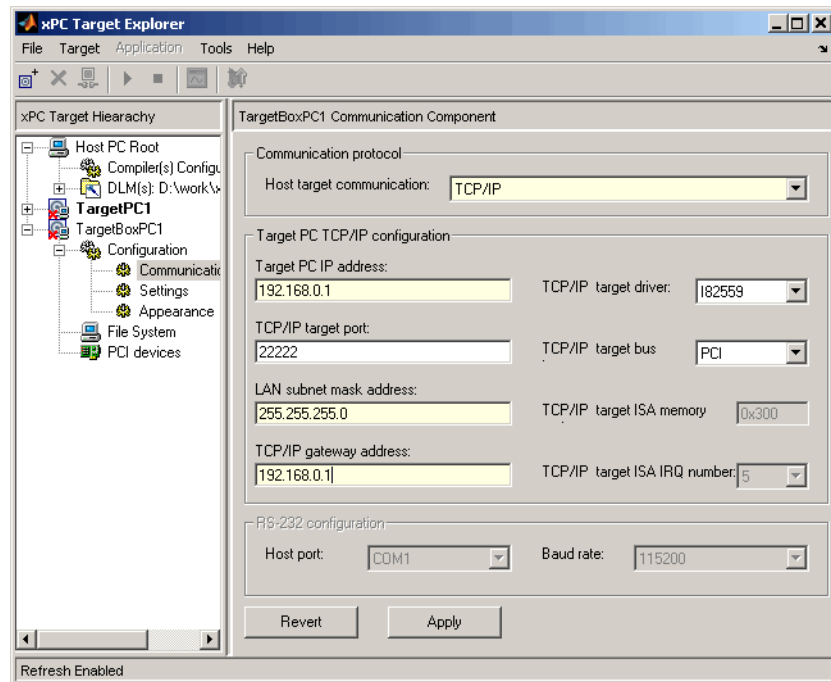 xPC Target Explorer
File Target Application Tools Help
xPC Target Hiearachy
TargetBoxPC1 Communication Component
Host PC Root
Compiler(s) Configu
DLM(s): D:\work\x
TargetPC1
TargetBoxPC1
Configuration
Communicatio
Settings
Appearance
File System
PCI devices
Communication protocol
Host target communication: TCP/IP
Target PC TCP/IP configuration
Target PC IP address:
192.168.0.1
TCP/IP target driver: I82559
TCP/IP target port:
22222
TCP/IP target bus PCI
LAN subnet mask address:
255.255.255.0
TCP/IP target ISA memory 0x300
TCP/IP gateway address:
192.168.0.1
TCP/IP target ISA IRQ number: 5
RS-232 configuration
Host port: COM1 Baud rate: 115200
Revert Apply
Refresh Enabled